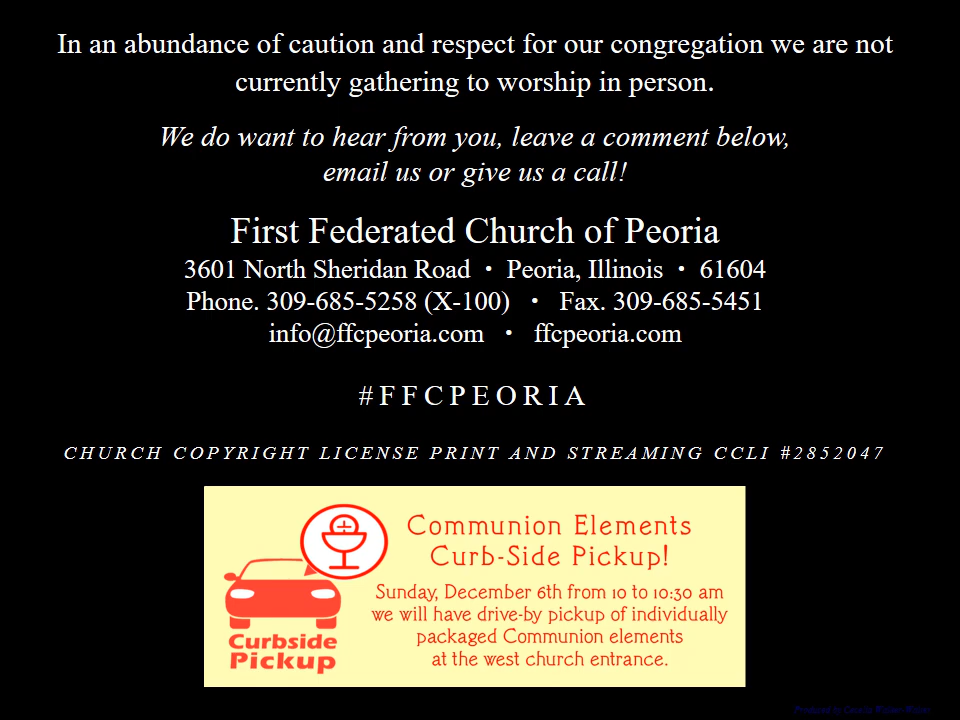 In an abundance of caution and respect for our congregation we are not
currently gathering to worship in person.
We do want to hear from you, leave a comment below,
email us or give us a call!
First Federated Church of Peoria
3601 North Sheridan Road • Peoria, Illinois • 61604
Phone. 309-685-5258 (X-100) • Fax. 309-685-5451
info@ffcpeoria.com • ffcpeoria.com
#FFCPEORIA
CHURCH COPYRIGHT LICENSE PRINT AND STREAMING CCLI #2852047
Communion Elements
Curb-Side Pickup!
Sunday, December 6th from 10 to 10:30 am
we will have drive-by pickup of individually
packaged Communion elements
at the west church entrance.
Curbside
Pickup
Produced by